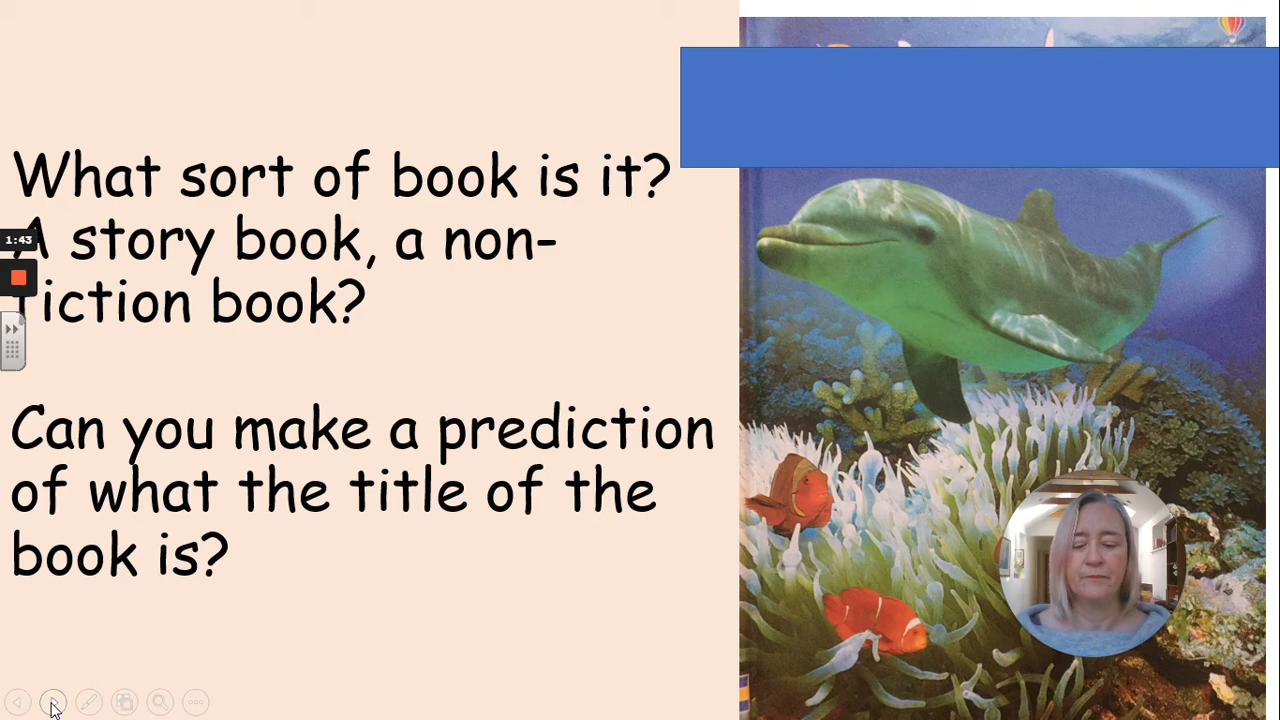 What sort of book is it?
A story book, a non-
fiction book?
Can you make a prediction
of what the title of the
book is?
1:43